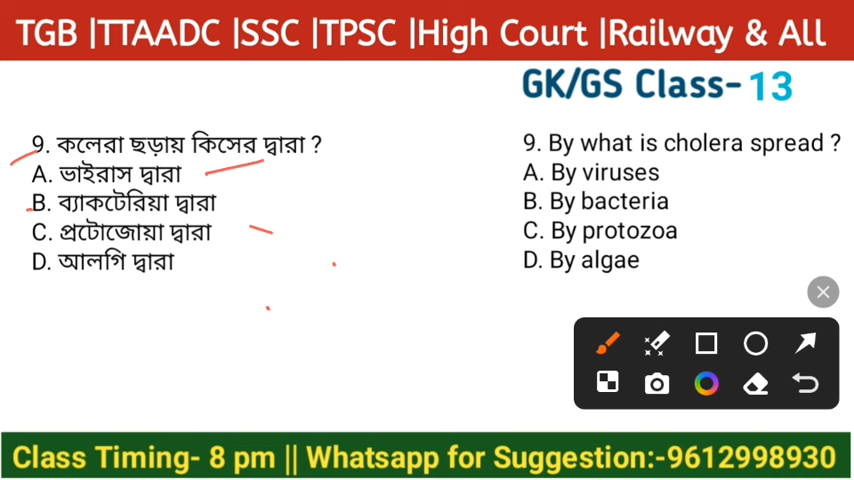 TGB |TTAADC |SSC |TPSC |High Court |Railway & All
GK/GS Class- 13
9. কলেরা ছড়ায় কিসের দ্বারা ?
A. ভাইরাস দ্বারা
B. ব্যাকটেরিয়া দ্বারা
C. প্রটোজোয়া দ্বারা
D. আলগি দ্বারা
9. By what is cholera spread ?
A. By viruses
B. By bacteria
C. By protozoa
D. By algae
Class Timing- 8 pm || Whatsapp for Suggestion:-9612998930